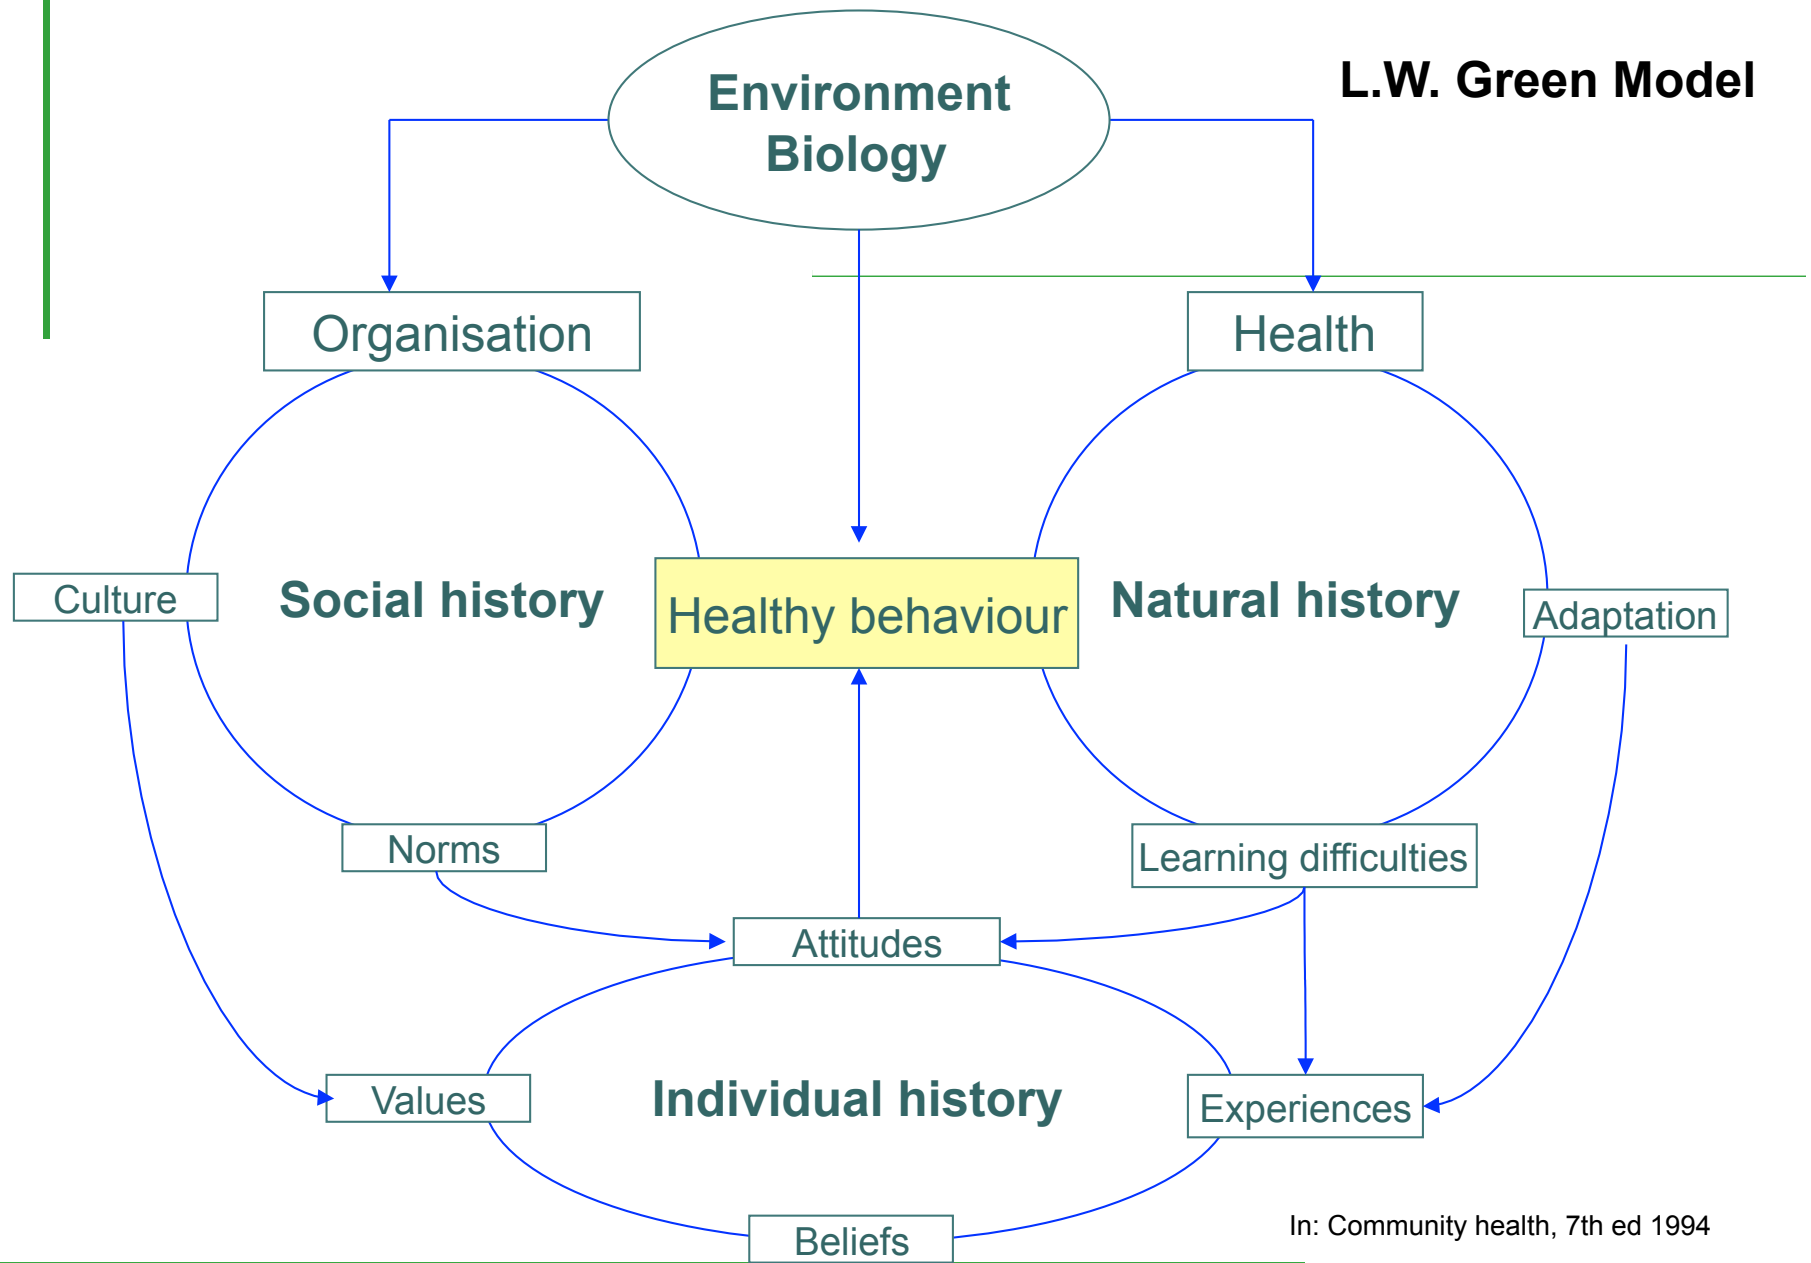 L.W. Green Model
Environment
Biology
Organisation
Health
Culture
Social history
Healthy behaviour
Natural history
Adaptation
Norms
Learning difficulties
Attitudes
Values
Individual history
Experiences
Beliefs
In: Community health, 7th ed 1994